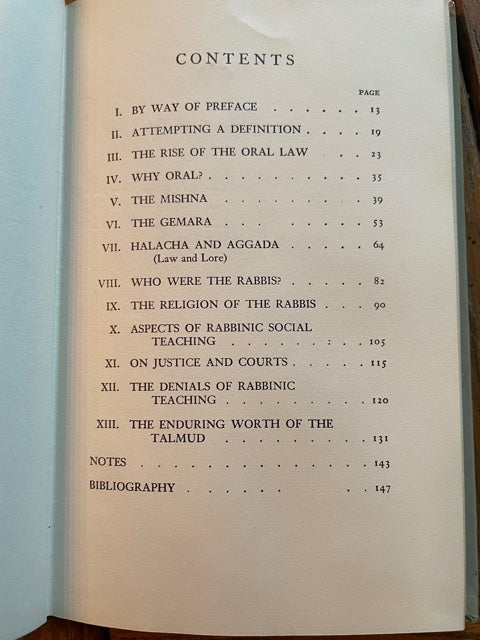 CONTENTS
PAGE
I. BY WAY OF PREFACE . . . . . . 13
II. ATTEMPTING A DEFINITION . . . . 19
III. THE RISE OF THE ORAL LAW . . . 23
IV. WHY ORAL? . . . . . . . . . 35
V. THE MISHNA . . . . . . . . 39
VI. THE GEMARA . . . . . . . . 53
VII. HALACHA AND AGGADA . . . . . 64
(Law and Lore)
VIII. WHO WERE THE RABBIS? . . . . . 82
IX. THE RELIGION OF THE RABBIS . . . 90
X. ASPECTS OF RABBINIC SOCIAL
TEACHING . . . . . . : . . 105
XI. ON JUSTICE AND COURTS . . . . . 115
XII. THE DENIALS OF RABBINIC
TEACHING . . . . . . . . . 120
XIII. THE ENDURING WORTH OF THE
TALMUD . . . . . . . . . 131
NOTES . . . . . . . . . . . . . . 143
BIBLIOGRAPHY . . . . . . . . 147